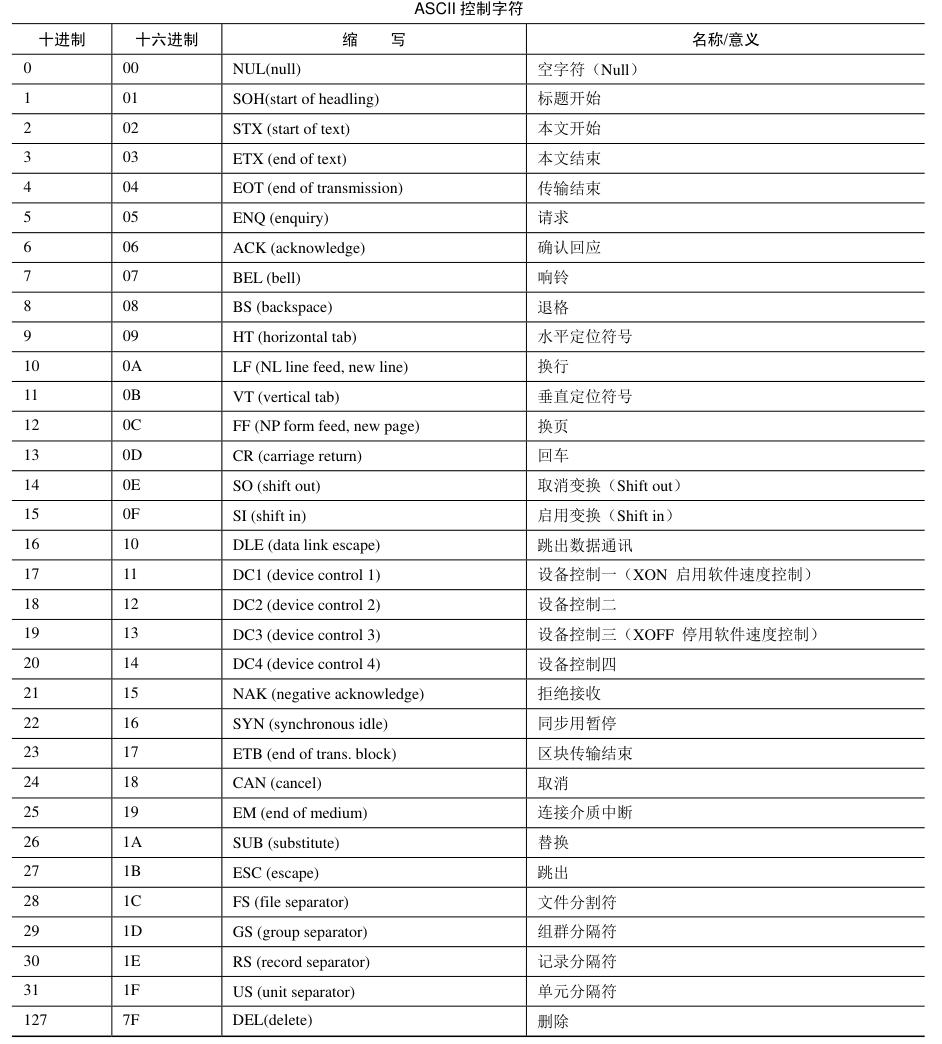 ASCII 控制字符
十进制 十六进制 缩 写 名称/意义
0 00 NUL(null) 空字符（Null）
1 01 SOH(start of headling) 标题开始
2 02 STX (start of text) 本文开始
3 03 ETX (end of text) 本文结束
4 04 EOT (end of transmission) 传输结束
5 05 ENQ (enquiry) 请求
6 06 ACK (acknowledge) 确认回应
7 07 BEL (bell) 响铃
8 08 BS (backspace) 退格
9 09 HT (horizontal tab) 水平定位符号
10 0A LF (NL line feed, new line) 换行
11 0B VT (vertical tab) 垂直定位符号
12 0C FF (NP form feed, new page) 换页
13 0D CR (carriage return) 回车
14 0E SO (shift out) 取消变换（Shift out）
15 0F SI (shift in) 启用变换（Shift in）
16 10 DLE (data link escape) 跳出数据通讯
17 11 DC1 (device control 1) 设备控制一（XON 启用软件速度控制）
18 12 DC2 (device control 2) 设备控制二
19 13 DC3 (device control 3) 设备控制三（XOFF 停用软件速度控制）
20 14 DC4 (device control 4) 设备控制四
21 15 NAK (negative acknowledge) 拒绝接收
22 16 SYN (synchronous idle) 同步用暂停
23 17 ETB (end of trans. block) 区块传输结束
24 18 CAN (cancel) 取消
25 19 EM (end of medium) 连接介质中断
26 1A SUB (substitute) 替换
27 1B ESC (escape) 跳出
28 1C FS (file separator) 文件分割符
29 1D GS (group separator) 组群分隔符
30 1E RS (record separator) 记录分隔符
31 1F US (unit separator) 单元分隔符
127 7F DEL(delete) 删除